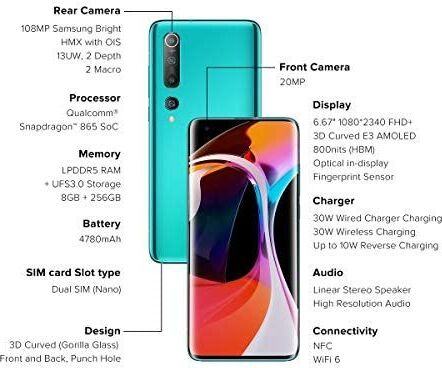 Rear Camera
108MP Samsung Bright
HMX with OIS
13UW, 2 Depth
2 Macro
Processor
Qualcomm®
Snapdragon™ 865 SoC
Memory
LPDDR5 RAM
+ UFS3.0 Storage
8GB + 256GB
Battery
4780mAh
SIM card Slot type
Dual SIM (Nano)
Design
3D Curved (Gorilla Glass)
Front and Back, Punch Hole
Front Camera
20MP
Display
6.67" 1080*2340 FHD+
3D Curved E3 AMOLED
800nits (HBM)
Optical in-display
Fingerprint Sensor
Charger
30W Wired Charger Charging
30W Wireless Charging
Up to 10W Reverse Charging
Audio
Linear Stereo Speaker
High Resolution Audio
Connectivity
NFC
WiFi 6